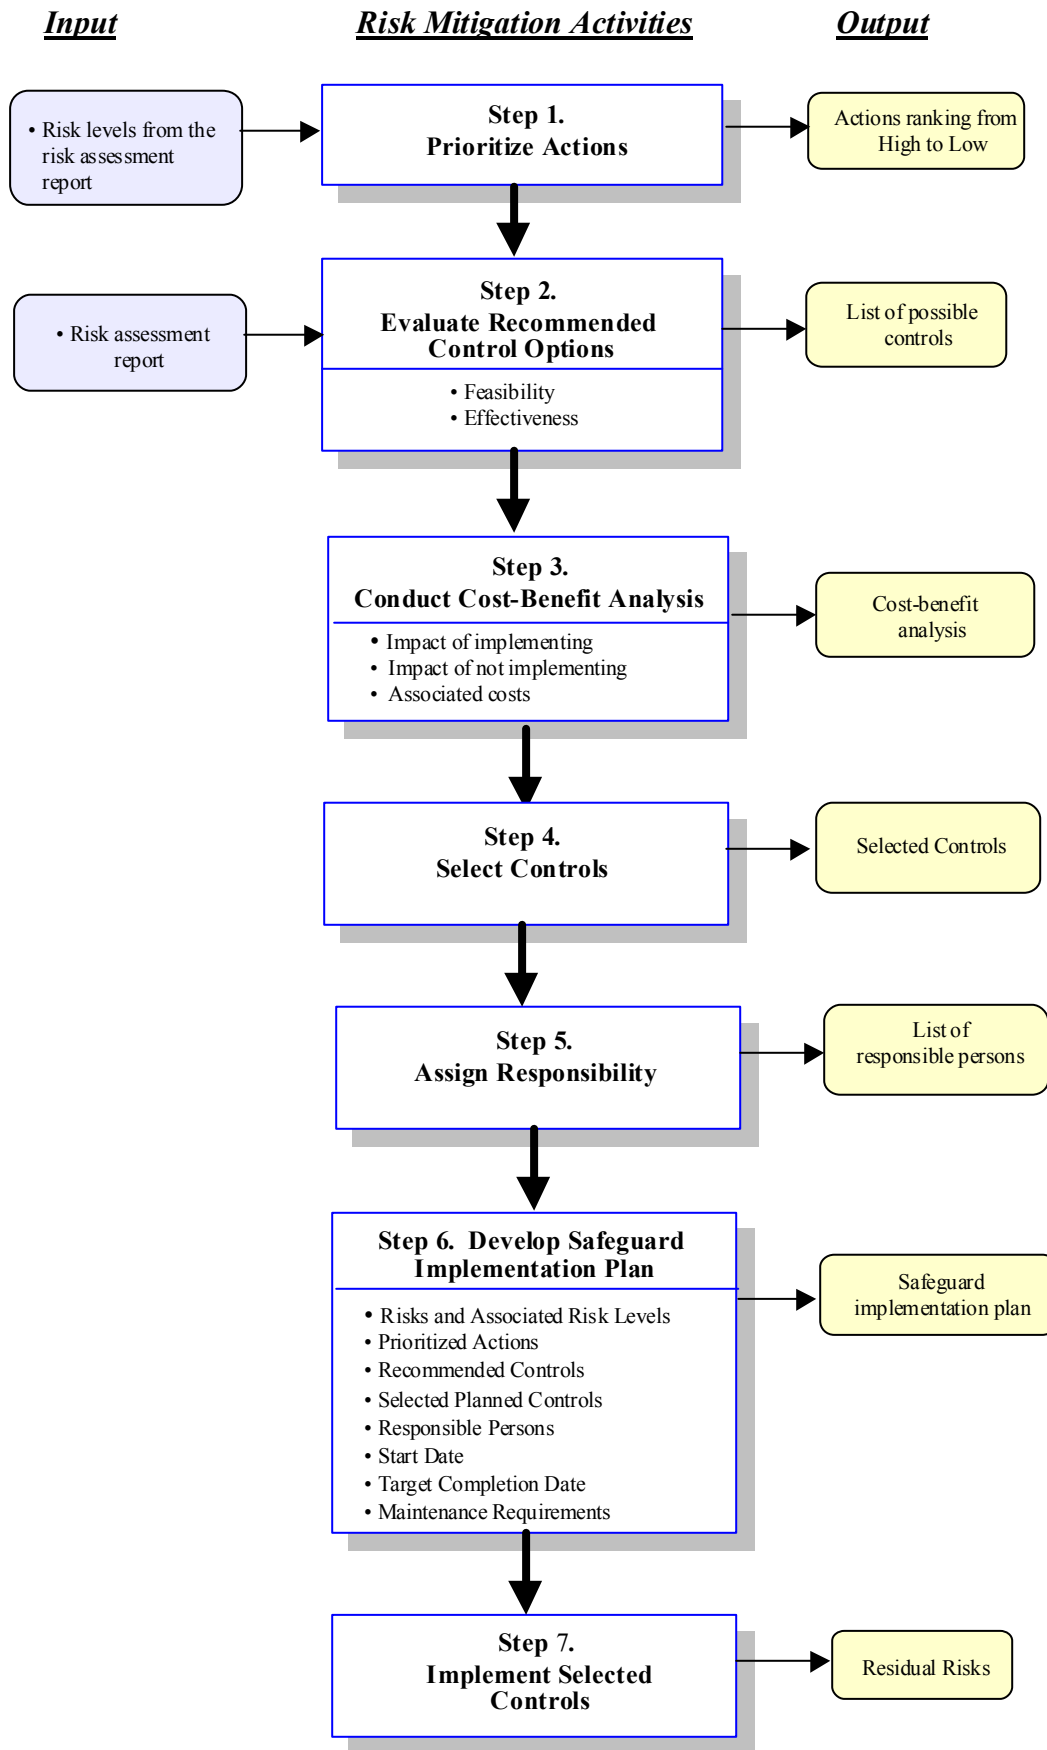 Input
Risk Mitigation Activities
Output
• Risk levels from the
risk assessment
report
Step 1.
Prioritize Actions
Actions ranking from
High to Low
• Risk assessment
report
Step 2.
Evaluate Recommended
Control Options
• Feasibility
• Effectiveness
List of possible
controls
Step 3.
Conduct Cost-Benefit Analysis
• Impact of implementing
• Impact of not implementing
• Associated costs
Cost-benefit
analysis
Step 4.
Select Controls
Selected Controls
Step 5.
Assign Responsibility
List of
responsible persons
Step 6. Develop Safeguard
Implementation Plan
• Risks and Associated Risk Levels
• Prioritized Actions
• Recommended Controls
• Selected Planned Controls
• Responsible Persons
• Start Date
• Target Completion Date
• Maintenance Requirements
Safeguard
implementation plan
Step 7.
Implement Selected
Controls
Residual Risks